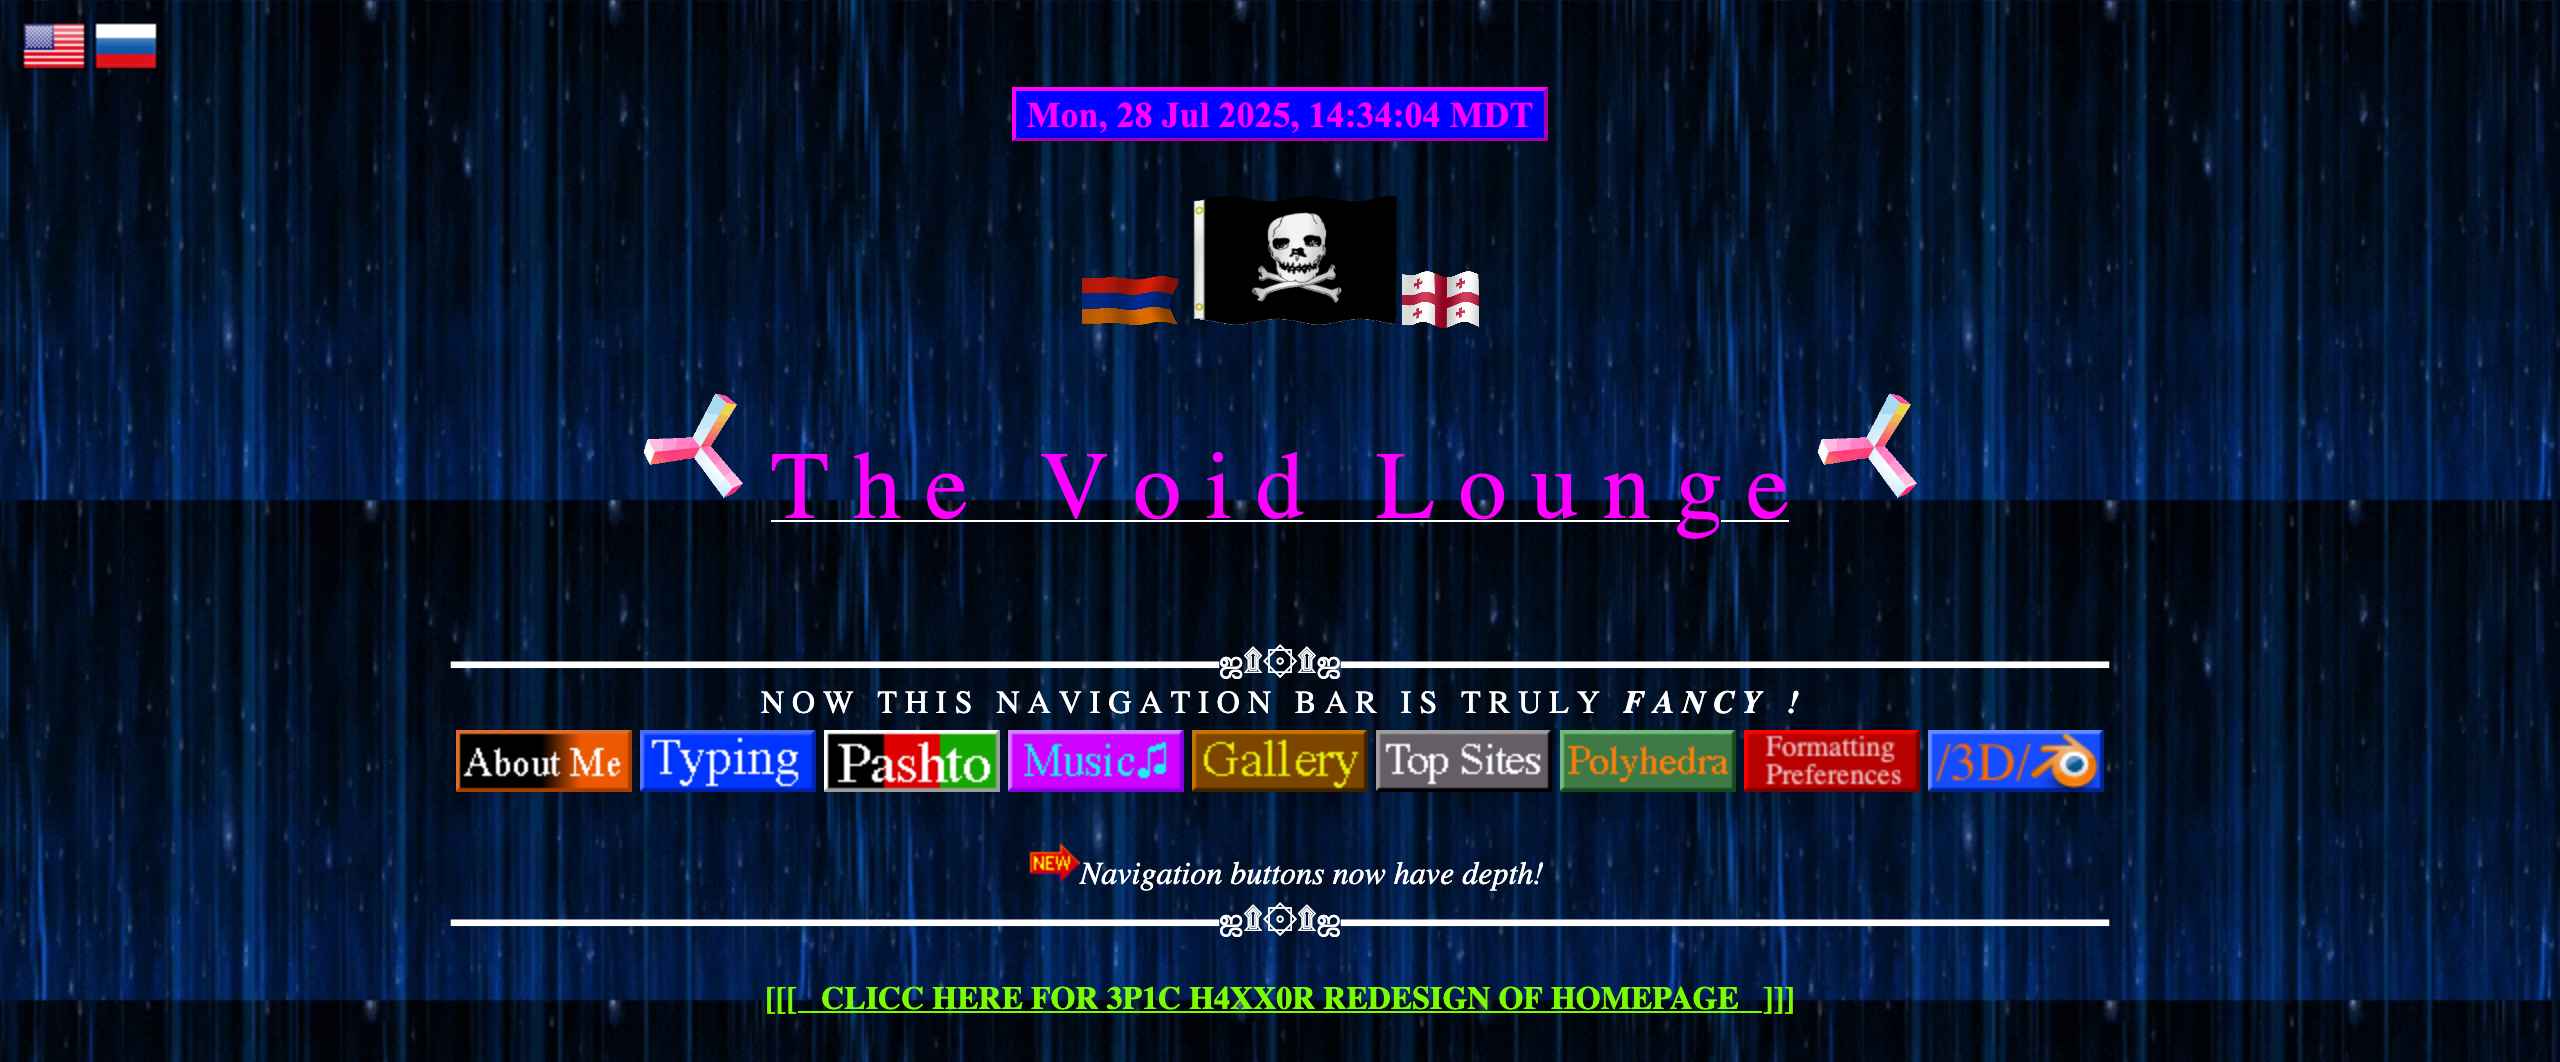 Mon, 28 Jul 2025, 14:34:04 MDT
The Void Lounge
ஜ۩۞۩ஜ
NOW THIS NAVIGATION BAR IS TRULY FANCY !
About Me Typing Pashto Music♫ Gallery Top Sites Polyhedra Formatting Preferences /3D/
NEW Navigation buttons now have depth!
ஜ۩۞۩ஜ
[[[ CLICC HERE FOR 3P1C H4XX0R REDESIGN OF HOMEPAGE ]]]